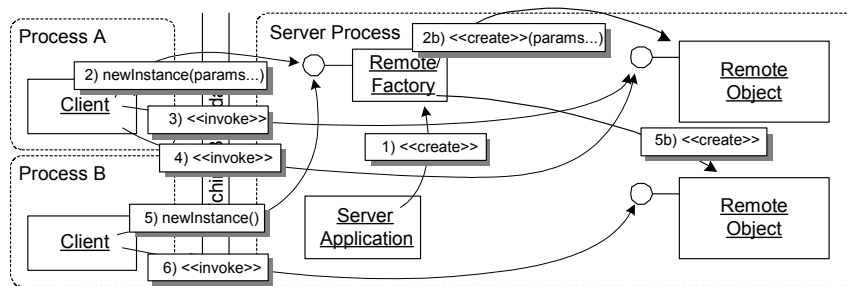 Process A
Server Process
2b) <<create>>(params...)
2) newInstance(params...)
Client
Remote
Factory
Remote
Object
3) <<invoke>>
4) <<invoke>>
1) <<create>>
5b) <<create>>
Process B
5) newInstance()
Client
Server
Application
Remote
Object
6) <<invoke>>